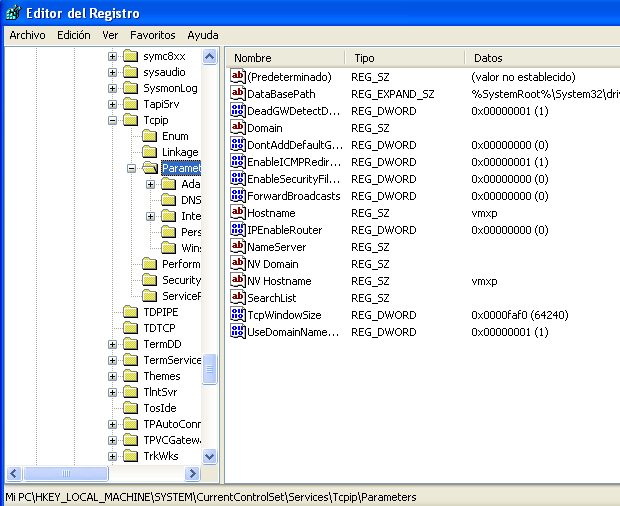 Editor del Registro
Archivo Edición Ver Favoritos Ayuda
symc8xx
sysaudio
SysmonLog
TapiSrv
Tcpip
Enum
Linkage
Paramet
Ada
DNS
Inte
Pers
Wins
Perform
Security
ServiceP
TDPIPE
TDTCP
TermDD
TermService
Themes
TlntSvr
TosIde
TPAutoConr
TPVCGatewa
TrkWks
Nombre Tipo Datos
(Predeterminado) REG_SZ (valor no establecido)
DataBasePath REG_EXPAND_SZ %SystemRoot%\System32\dri
DeadGWDetectD... REG_DWORD 0x00000001 (1)
Domain REG_SZ
DontAddDefaultG... REG_DWORD 0x00000000 (0)
EnableICMPRedir... REG_DWORD 0x00000001 (1)
EnableSecurityFil... REG_DWORD 0x00000000 (0)
ForwardBroadcasts REG_DWORD 0x00000000 (0)
Hostname REG_SZ vmxp
IPEnableRouter REG_DWORD 0x00000000 (0)
NameServer REG_SZ
NV Domain REG_SZ
NV Hostname REG_SZ vmxp
SearchList REG_SZ
TcpWindowSize REG_DWORD 0x0000faf0 (64240)
UseDomainName... REG_DWORD 0x00000001 (1)
Mi PC\HKEY_LOCAL_MACHINE\SYSTEM\CurrentControlSet\Services\Tcpip\Parameters